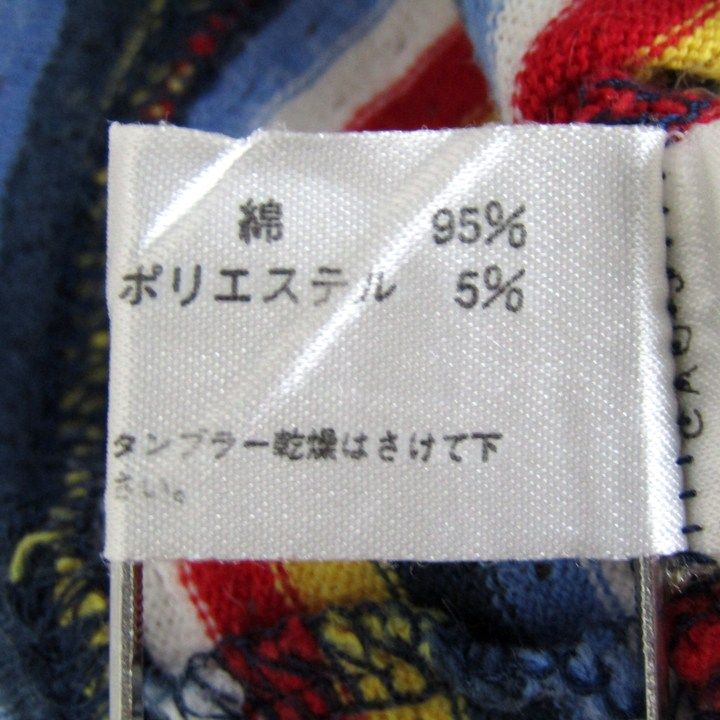 綿 95%
ポリエステル 5%
タンブラー乾燥はさけて下
さい。